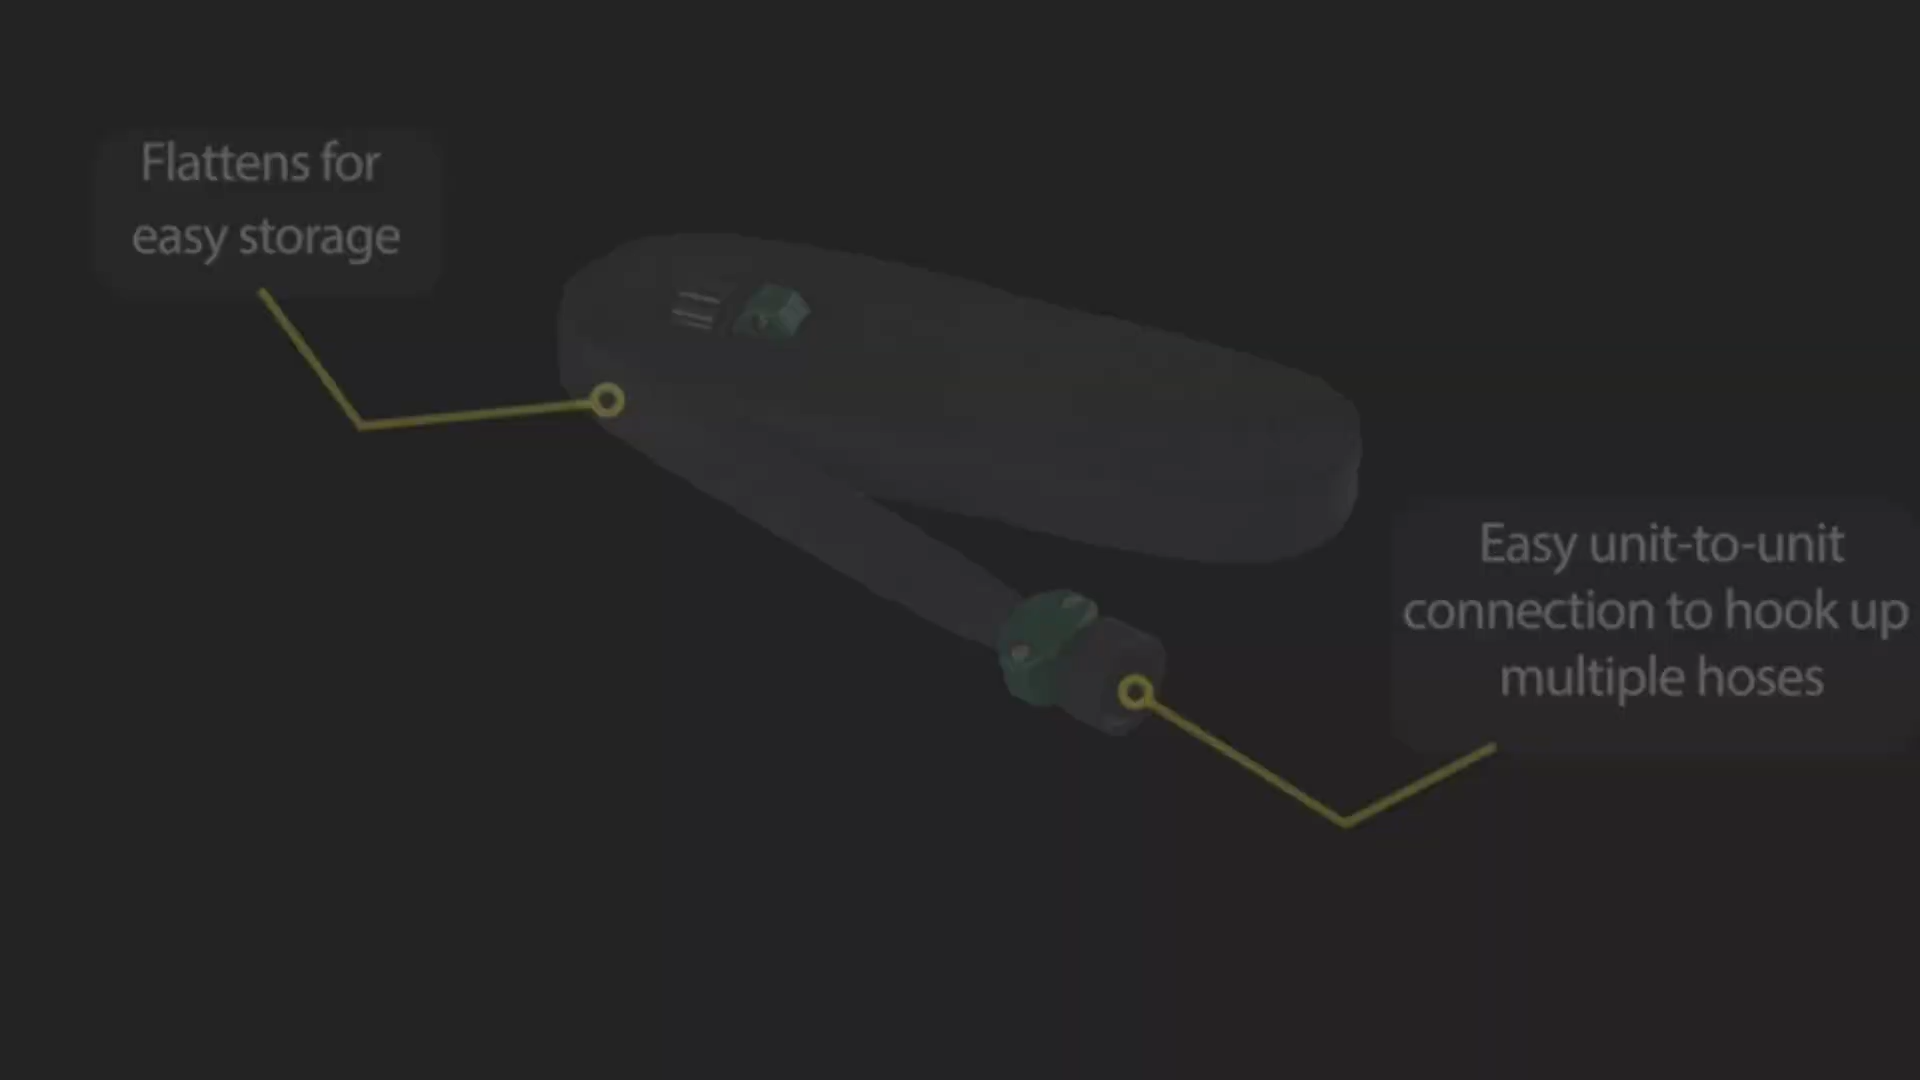 Flattens for
easy storage
Easy unit-to-unit
connection to hook up
multiple hoses